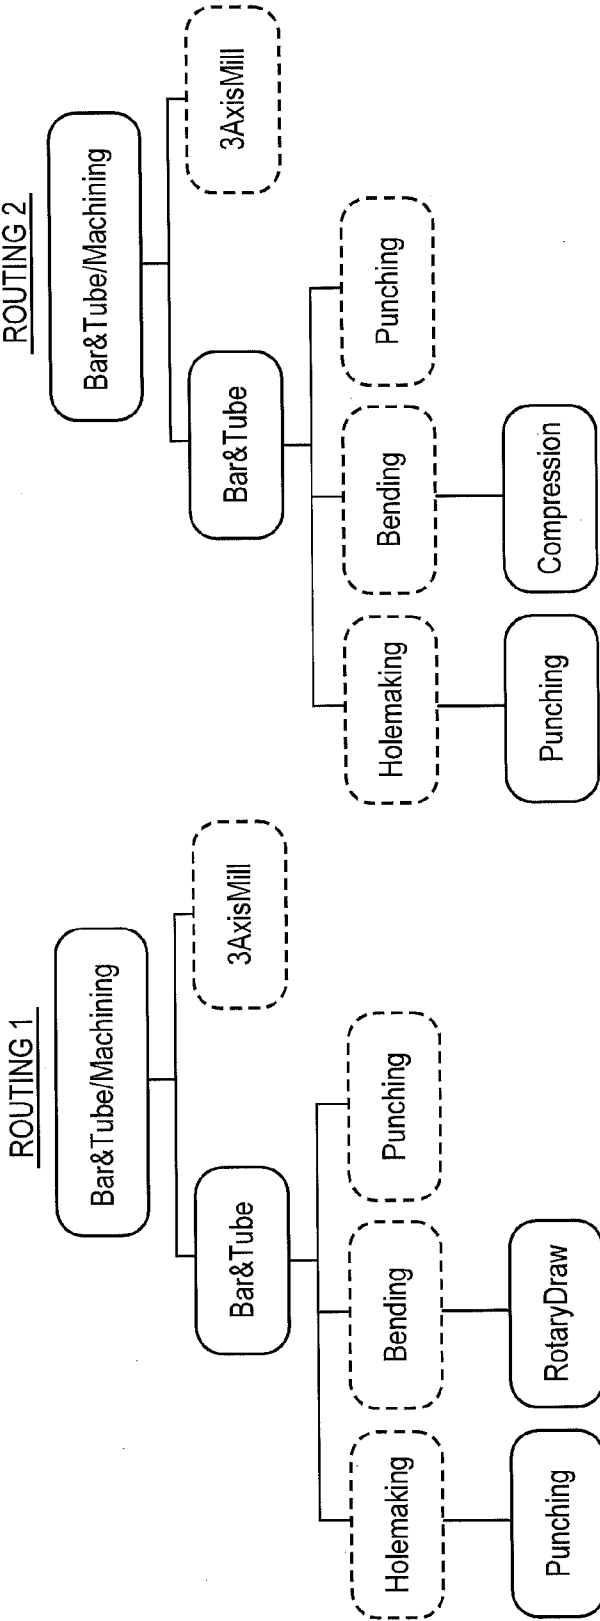 ROUTING 1
Bar&Tube/Machining
Bar&Tube
3AxisMill
Holemaking
Bending
Punching
Punching
RotaryDraw
ROUTING 2
Bar&Tube/Machining
Bar&Tube
3AxisMill
Holemaking
Bending
Punching
Punching
Compression